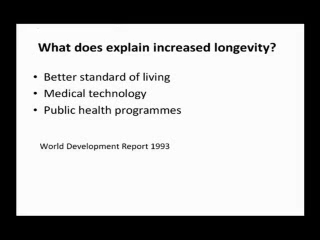 What does explain increased longevity?
• Better standard of living
• Medical technology
• Public health programmes
World Development Report 1993